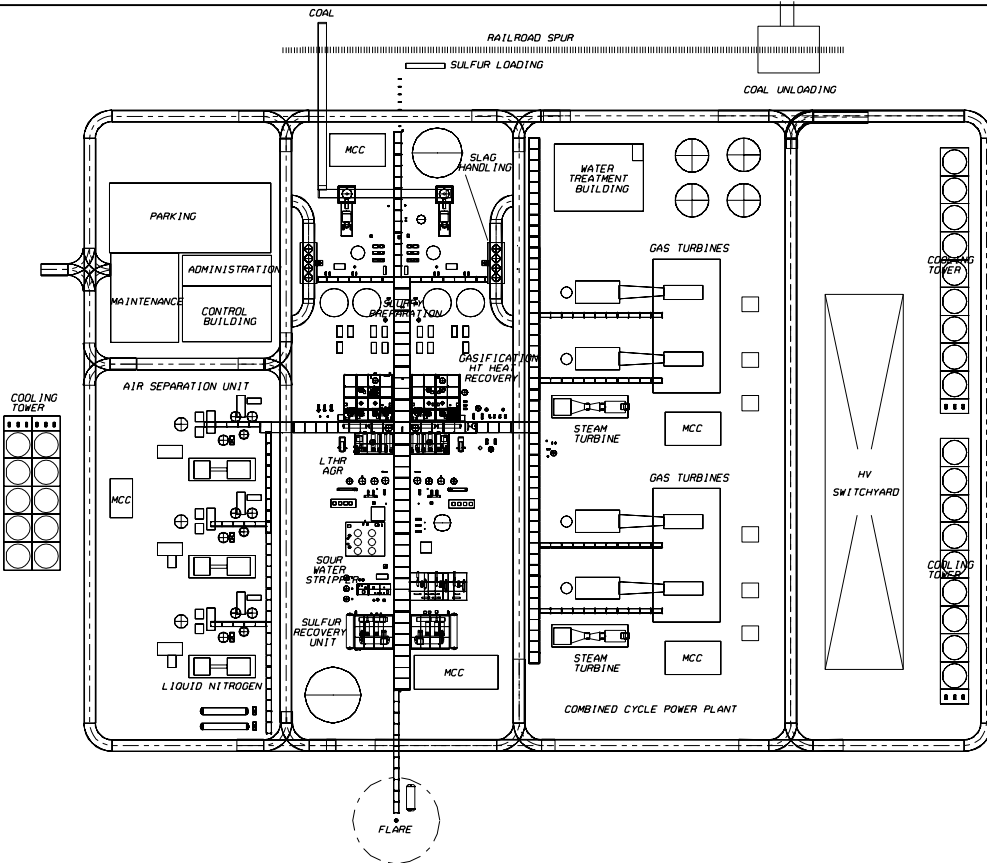 COAL
RAILROAD SPUR
SULFUR LOADING
COAL UNLOADING
MCC
SLAG
HANDLING
WATER
TREATMENT
BUILDING
PARKING
GAS TURBINES
ADMINISTRATION
COOLING
TOWER
MAINTENANCE
CONTROL
BUILDING
SLURRY
PREPARATION
GASIFICATION
HT HEAT
RECOVERY
AIR SEPARATION UNIT
COOLING
TOWER
STEAM
TURBINE
MCC
LTHR
AGR
HV
SWITCHYARD
GAS TURBINES
MCC
SOUR
WATER
STRIPPER
COOLING
TOWER
SULFUR
RECOVERY
UNIT
STEAM
TURBINE
MCC
MCC
LIQUID NITROGEN
COMBINED CYCLE POWER PLANT
FLARE